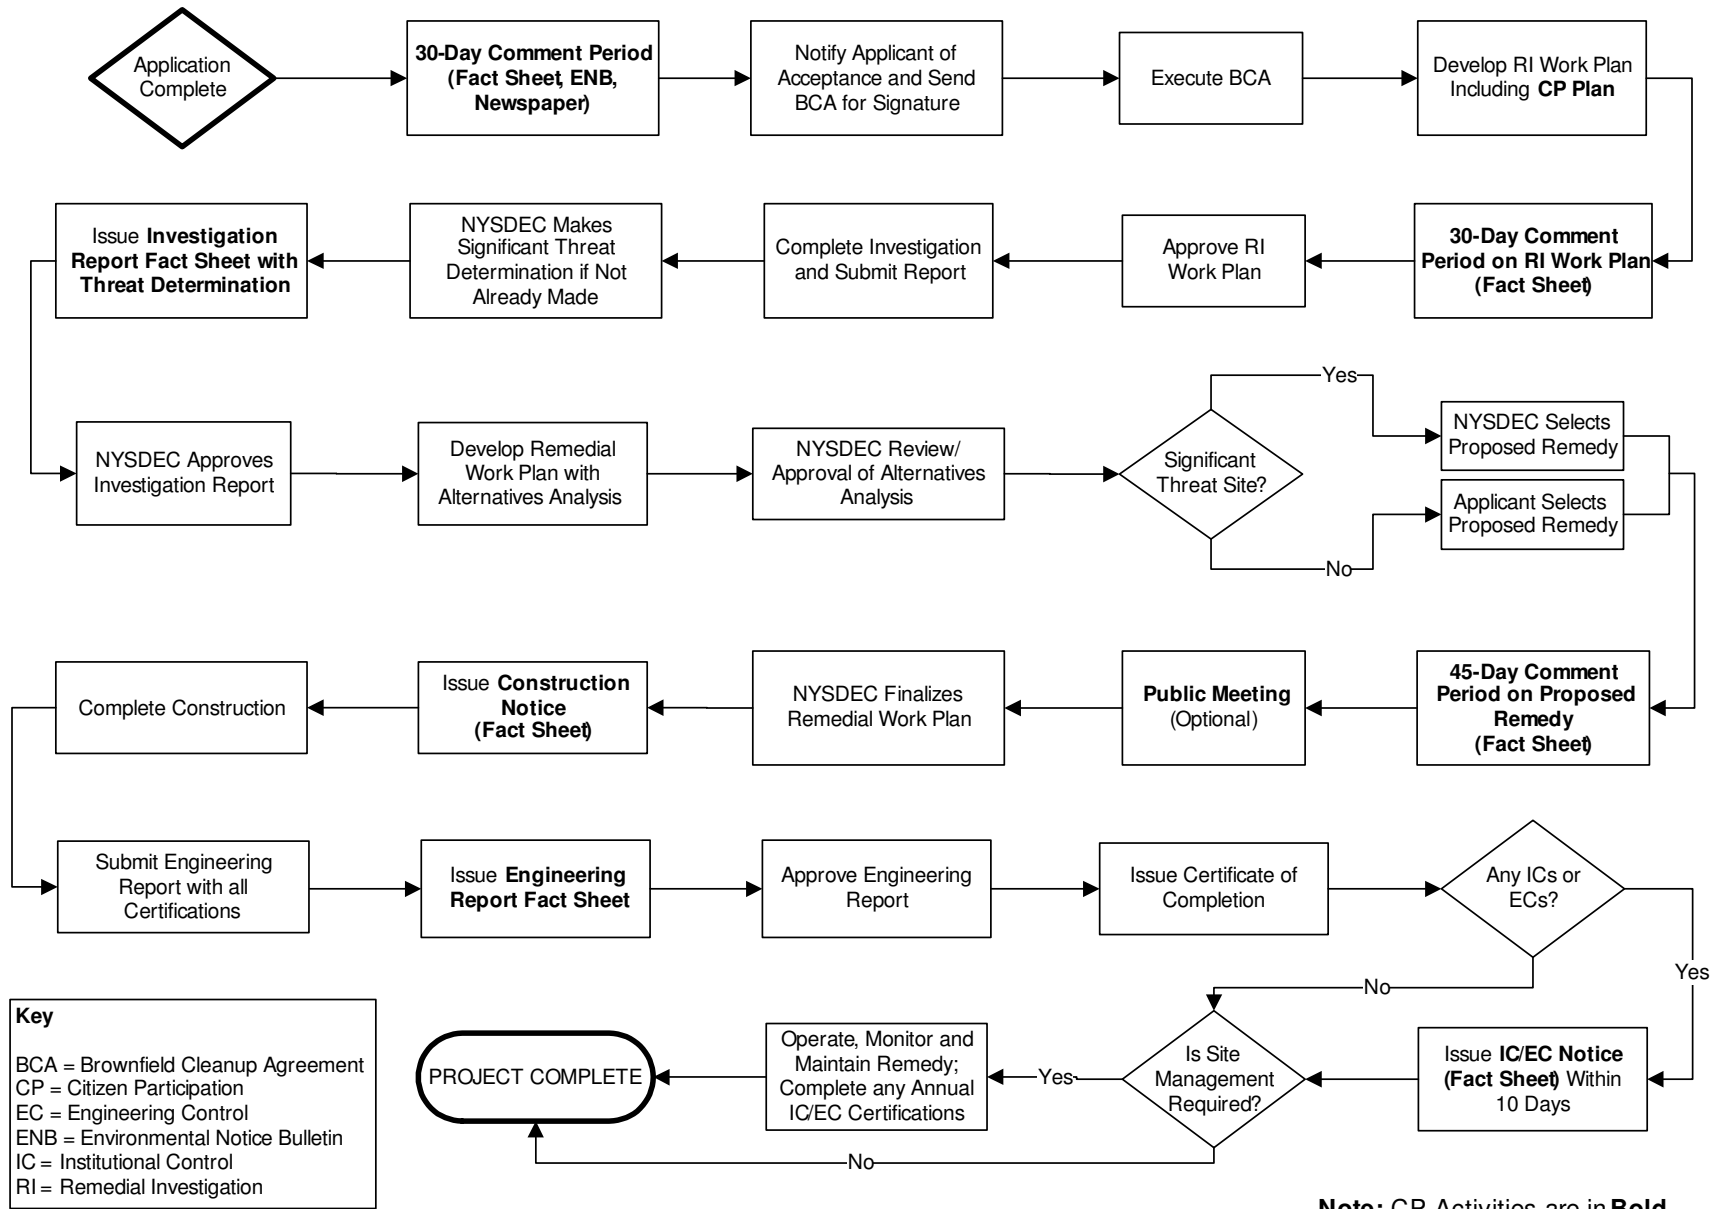 Application
Complete
30-Day Comment Period
(Fact Sheet, ENB,
Newspaper)
Notify Applicant of
Acceptance and Send
BCA for Signature
Execute BCA
Develop RI Work Plan
Including CP Plan
Issue Investigation
Report Fact Sheet with
Threat Determination
NYSDEC Makes
Significant Threat
Determination if Not
Already Made
Complete Investigation
and Submit Report
Approve RI
Work Plan
30-Day Comment
Period on RI Work Plan
(Fact Sheet)
NYSDEC Approves
Investigation Report
Develop Remedial
Work Plan with
Alternatives Analysis
NYSDEC Review/
Approval of Alternatives
Analysis
Significant
Threat Site?
Yes
No
NYSDEC Selects
Proposed Remedy
Applicant Selects
Proposed Remedy
Complete Construction
Issue Construction
Notice
(Fact Sheet)
NYSDEC Finalizes
Remedial Work Plan
Public Meeting
(Optional)
45-Day Comment
Period on Proposed
Remedy
(Fact Sheet)
Submit Engineering
Report with all
Certifications
Issue Engineering
Report Fact Sheet
Approve Engineering
Report
Issue Certificate of
Completion
Any ICs or
ECs?
Yes
No
Key
BCA = Brownfield Cleanup Agreement
CP = Citizen Participation
EC = Engineering Control
ENB = Environmental Notice Bulletin
IC = Institutional Control
RI = Remedial Investigation
PROJECT COMPLETE
Operate, Monitor and
Maintain Remedy;
Complete any Annual
IC/EC Certifications
Yes
Is Site
Management
Required?
Issue IC/EC Notice
(Fact Sheet) Within
10 Days
No
Note: CP Activities are in Bold